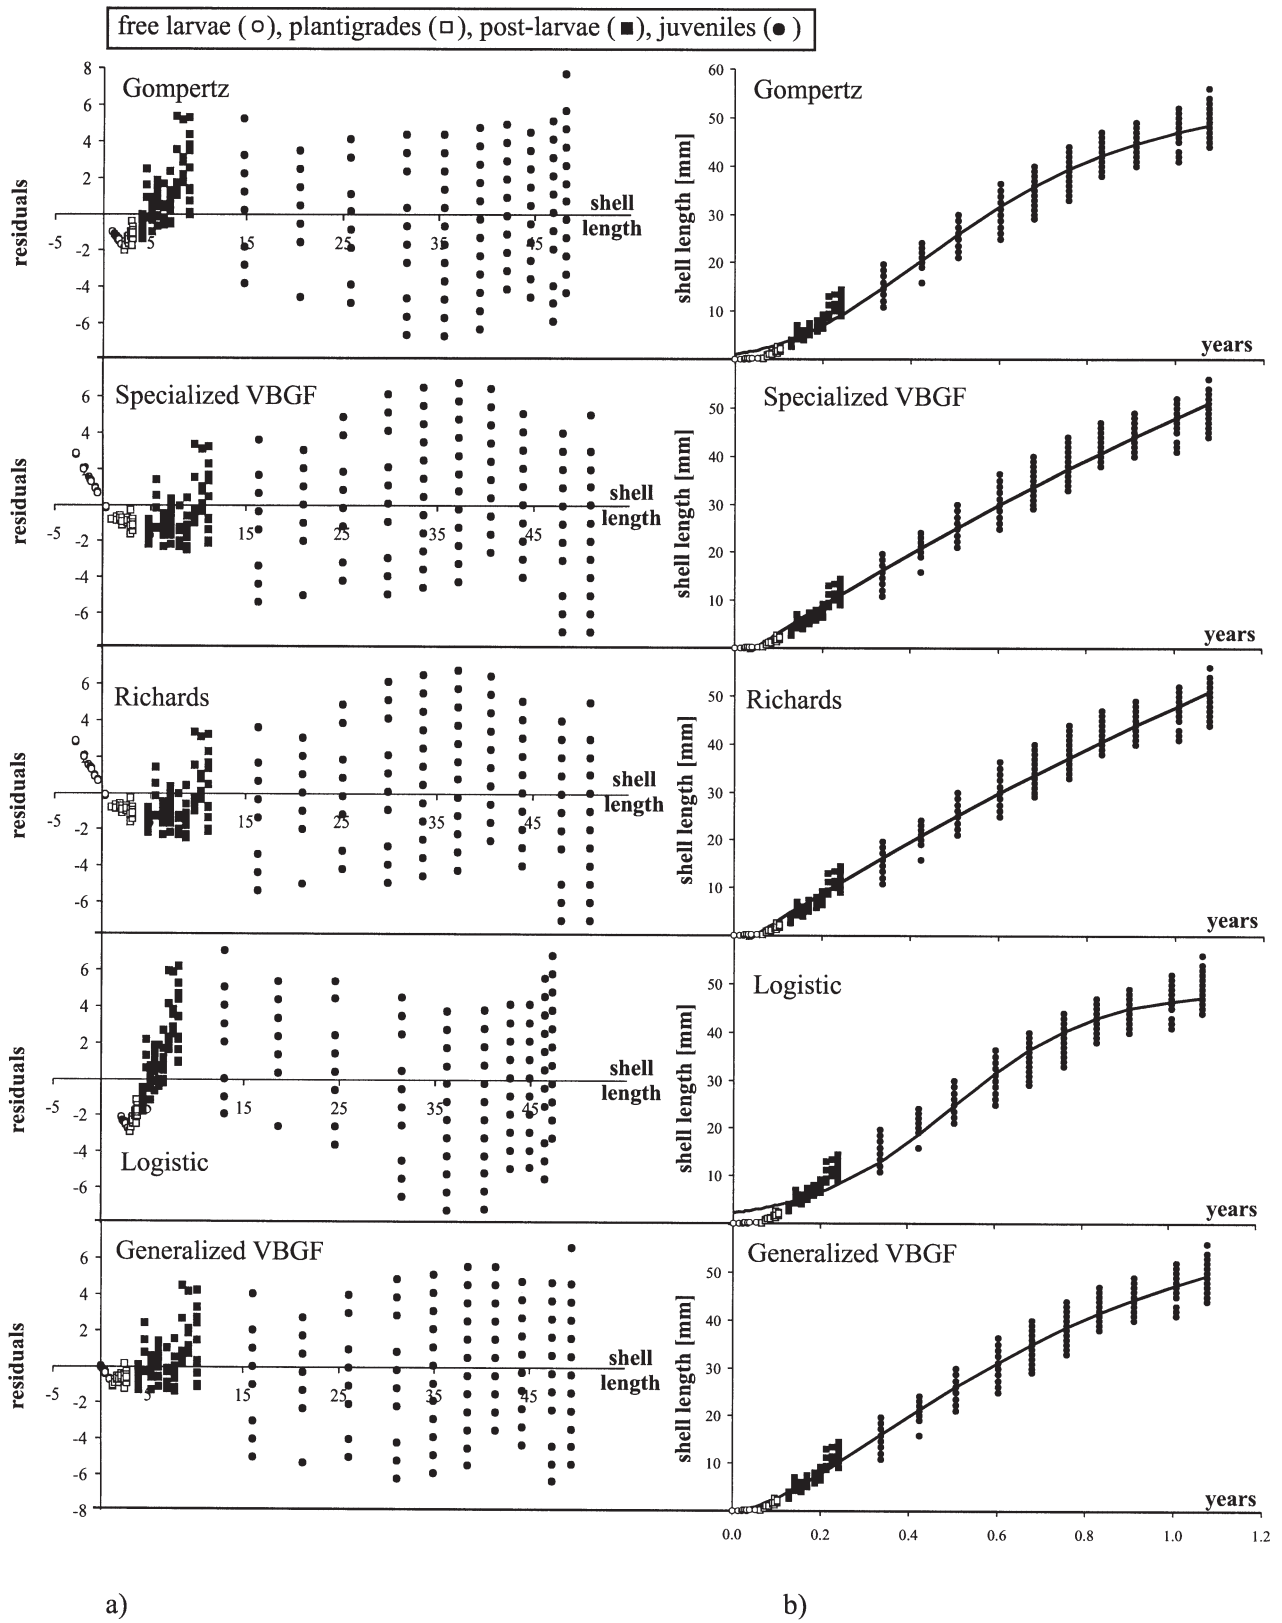 free larvae (○), plantigrades (□), post-larvae (■), juveniles (●)
8
6
4
2
-2
-4
-6
Gompertz
residuals
-5
5
15
25
35
45
shell
length
60
50
40
30
20
10
Gompertz
shell length [mm]
years
6
4
2
-2
-4
-6
Specialized VBGF
residuals
-5
15
25
35
45
shell
length
50
40
30
20
10
Specialized VBGF
shell length [mm]
years
6
4
2
-2
-4
-6
Richards
residuals
-5
15
25
35
45
shell
length
50
40
30
20
10
Richards
shell length [mm]
years
6
4
2
-2
-4
-6
Logistic
residuals
-5
15
25
35
45
shell
length
50
40
30
20
10
Logistic
shell length [mm]
years
6
4
2
-2
-4
-6
-8
Generalized VBGF
residuals
-5
5
15
25
35
45
shell
length
50
40
30
20
10
Generalized VBGF
shell length [mm]
years
0.0 0.2 0.4 0.6 0.8 1.0 1.2
a) b)